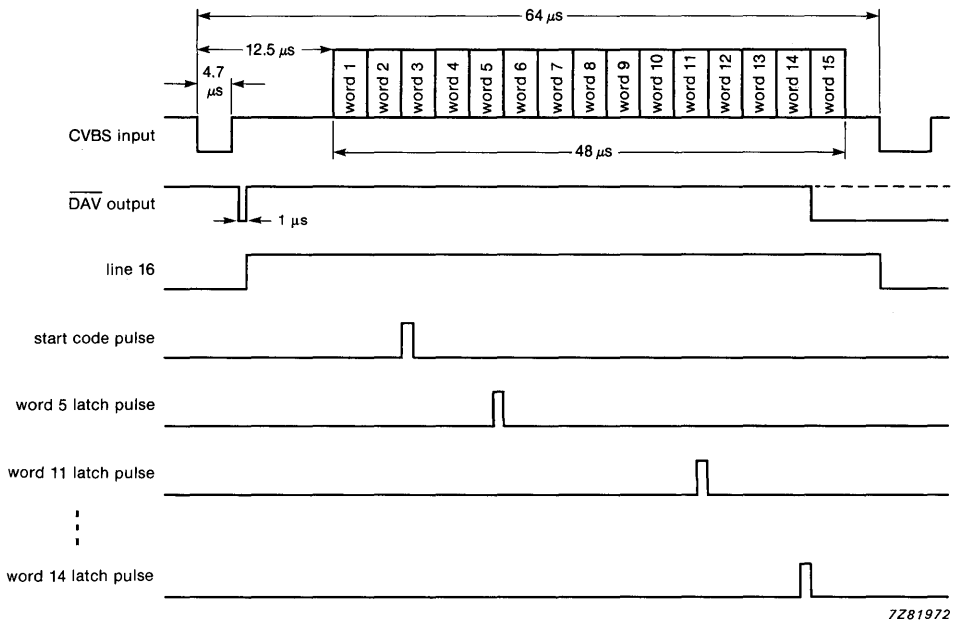 64 μs
12.5 μs
4.7
μs
word 1
word 2
word 3
word 4
word 5
word 6
word 7
word 8
word 9
word 10
word 11
word 12
word 13
word 14
word 15
CVBS input
48 μs
DAV output
1 μs
line 16
start code pulse
word 5 latch pulse
word 11 latch pulse
word 14 latch pulse
7Z81972